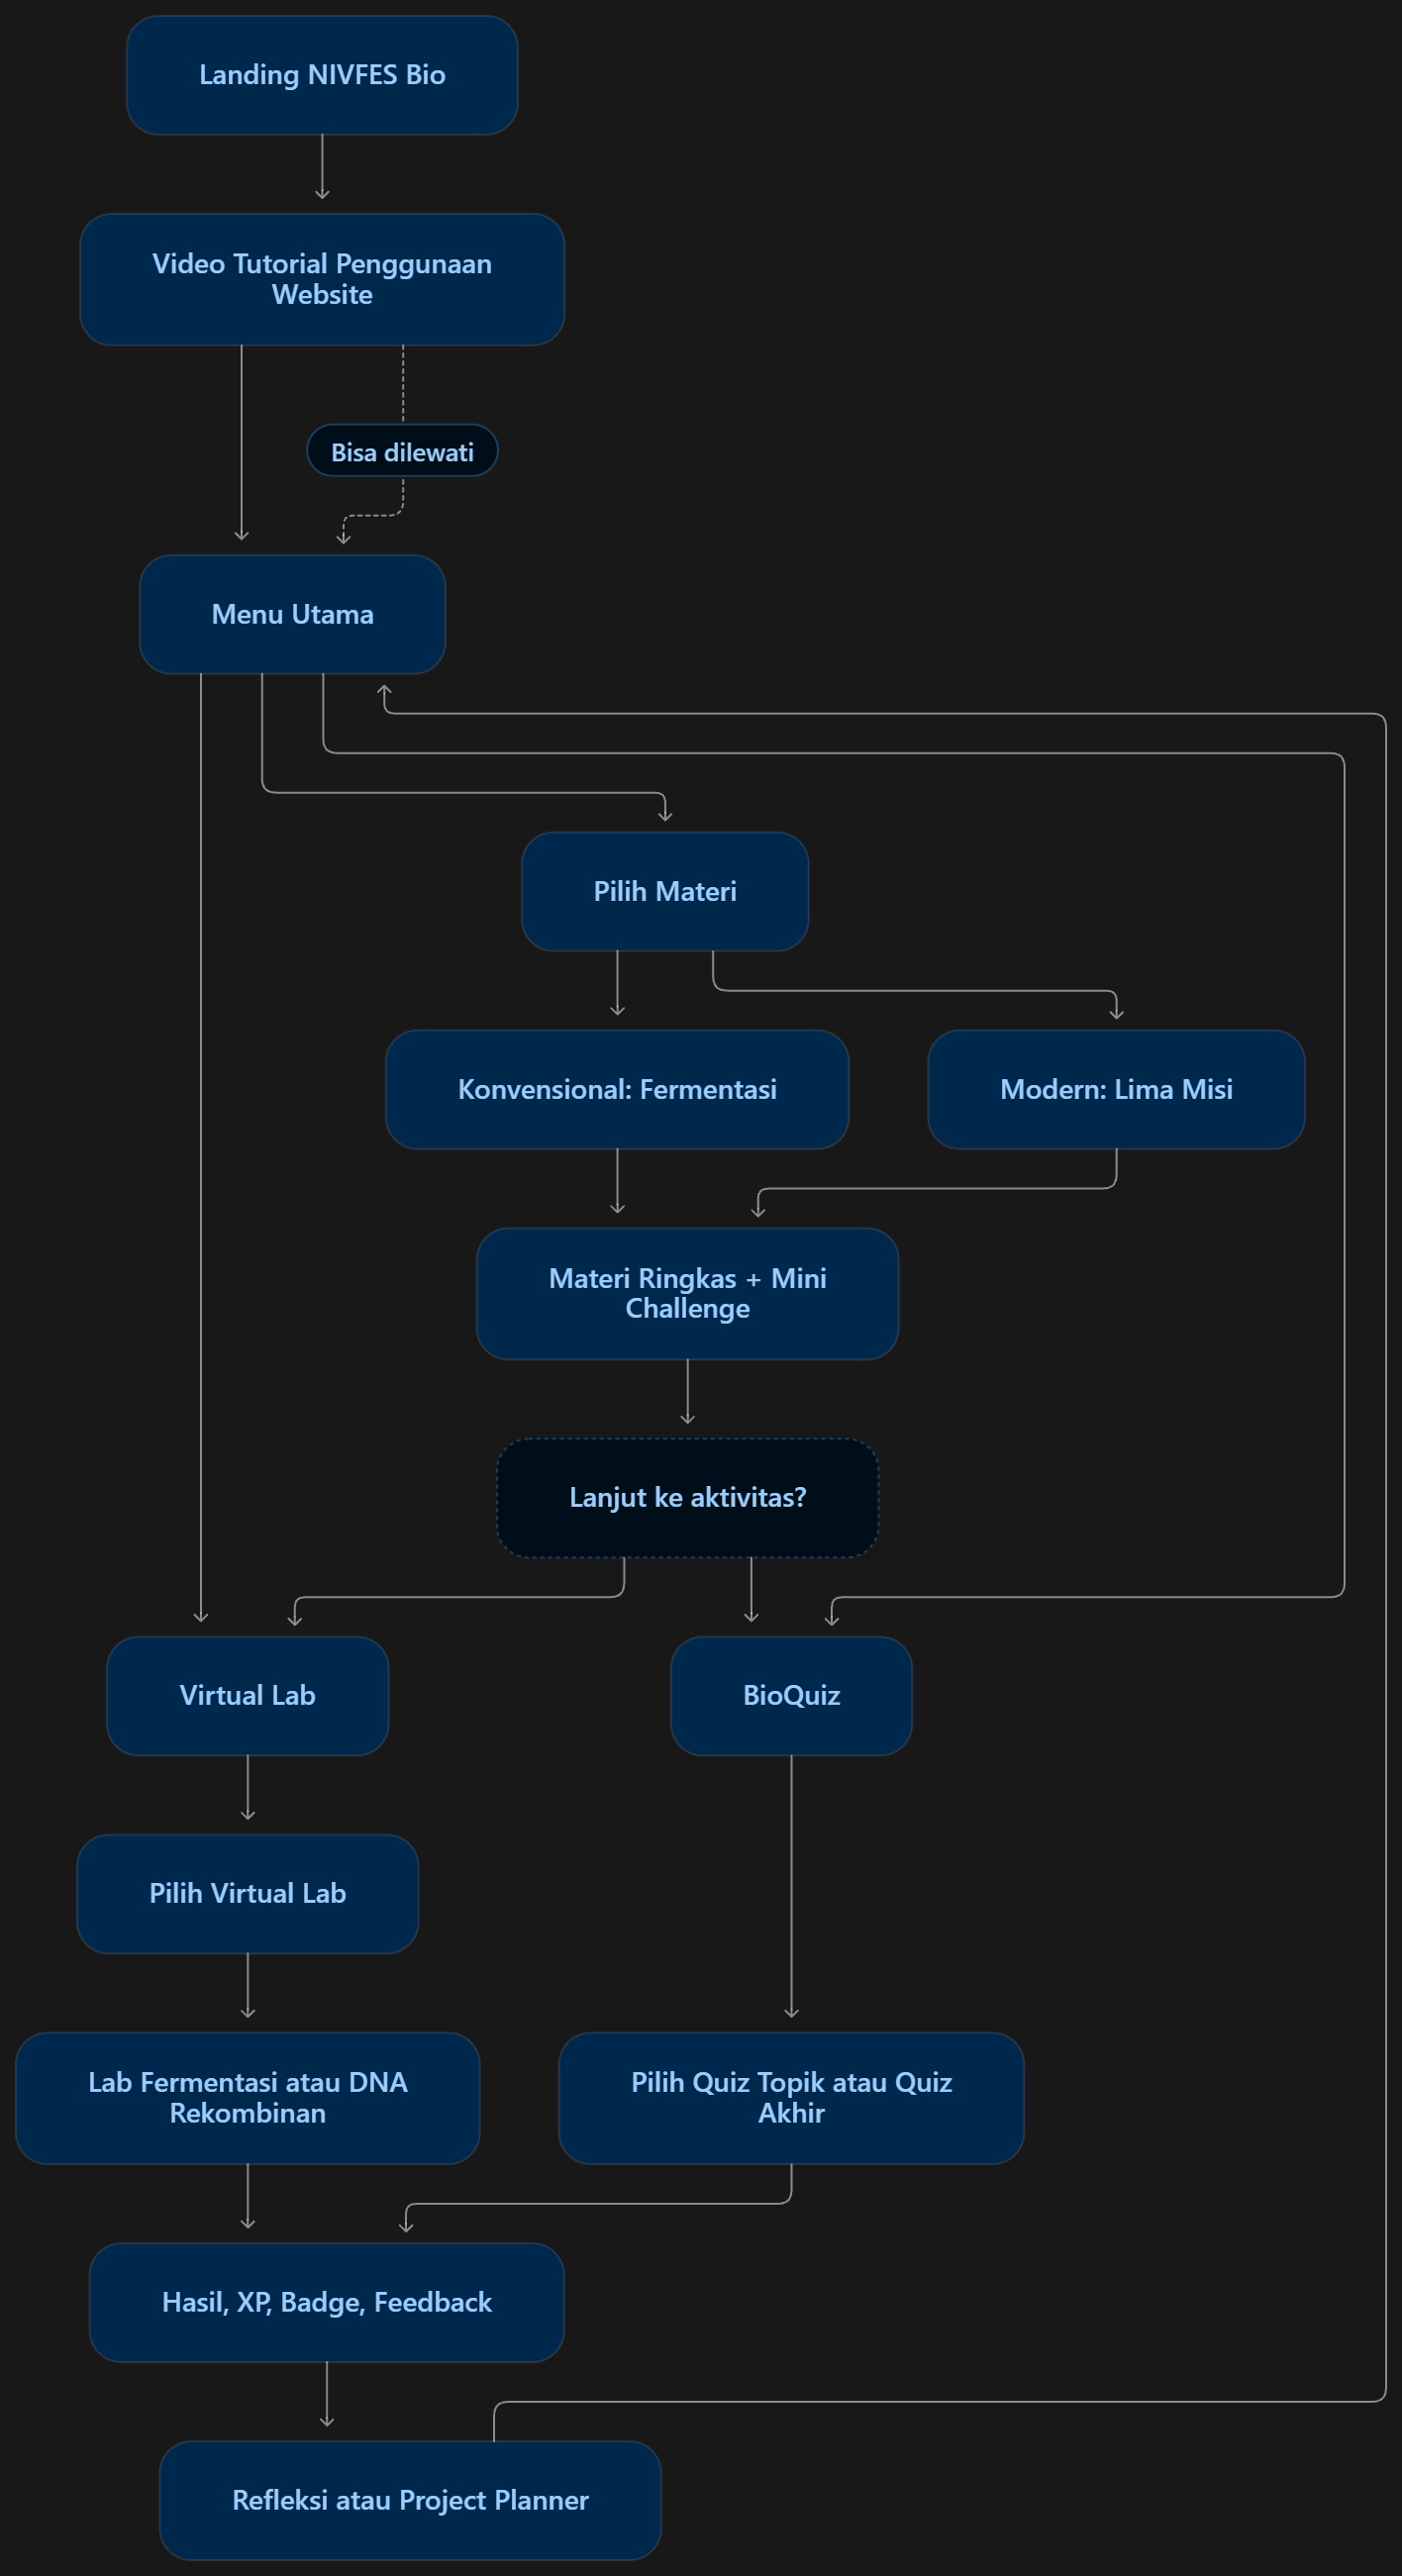 Landing NIVFES Bio
Video Tutorial Penggunaan
Website
Bisa dilewati
Menu Utama
Pilih Materi
Konvensional: Fermentasi
Modern: Lima Misi
Materi Ringkas + Mini
Challenge
Lanjut ke aktivitas?
Virtual Lab
BioQuiz
Pilih Virtual Lab
Lab Fermentasi atau DNA
Rekombinan
Pilih Quiz Topik atau Quiz
Akhir
Hasil, XP, Badge, Feedback
Refleksi atau Project Planner